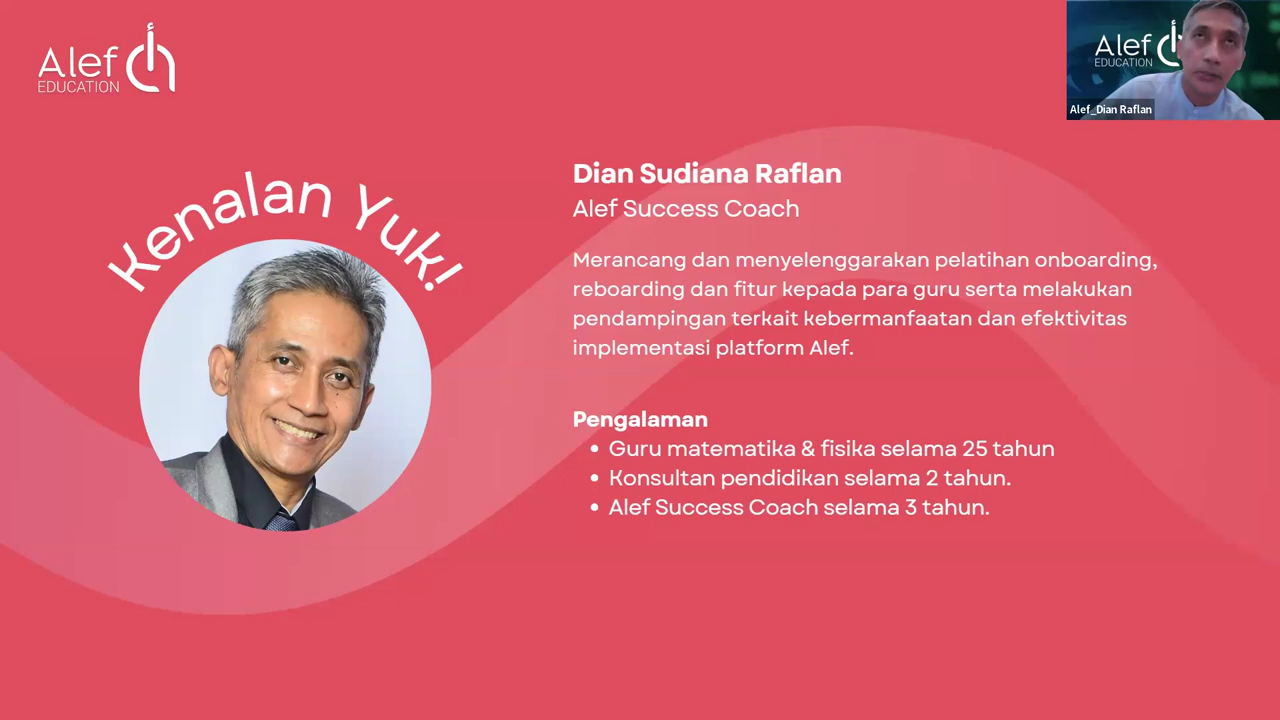 Alef
EDUCATION
أ
Alef
EDUCATION
Alef_Dian Raflan
Kenalan Yuk!
Dian Sudiana Raflan
Alef Success Coach
Merancang dan menyelenggarakan pelatihan onboarding,
reboarding dan fitur kepada para guru serta melakukan
pendampingan terkait kebermanfaatan dan efektivitas
implementasi platform Alef.
Pengalaman
• Guru matematika & fisika selama 25 tahun
• Konsultan pendidikan selama 2 tahun.
• Alef Success Coach selama 3 tahun.